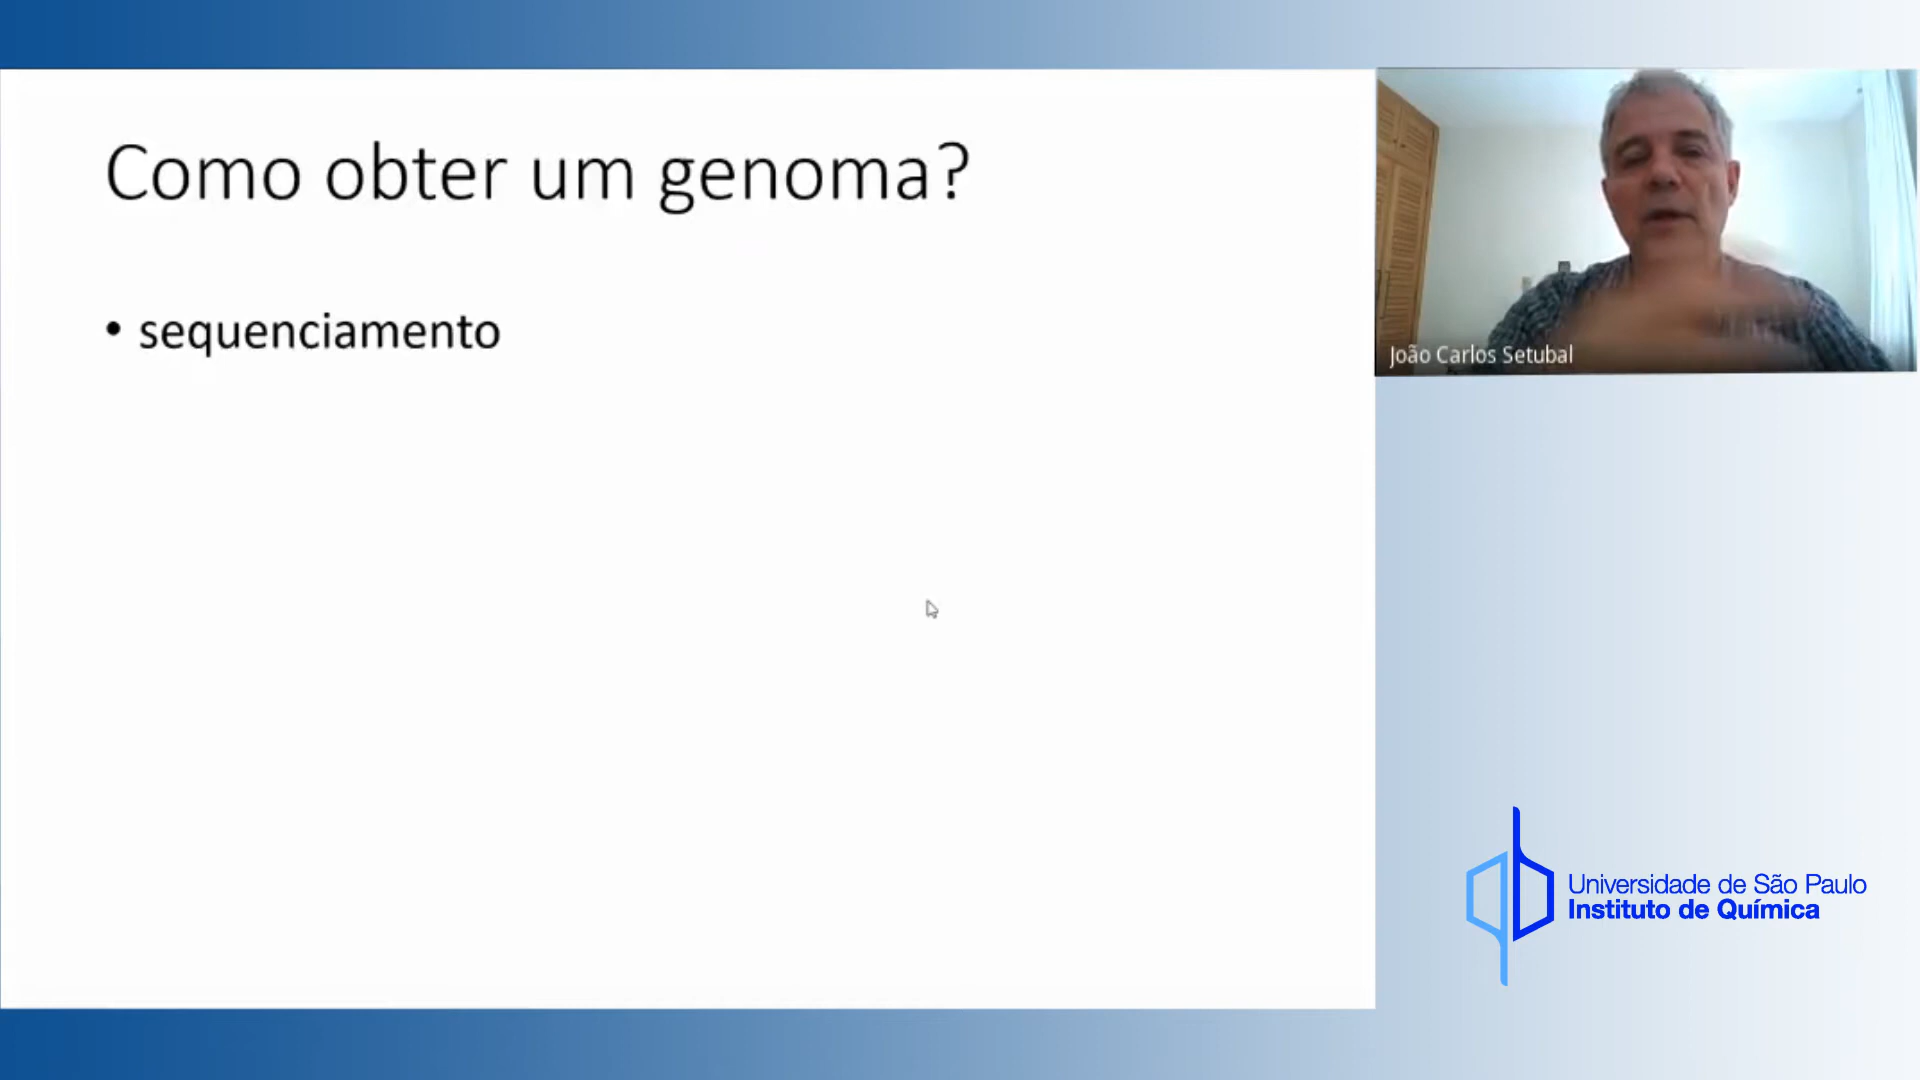 Como obter um genoma?
• sequenciamento
João Carlos Setubal
Universidade de São Paulo
Instituto de Química